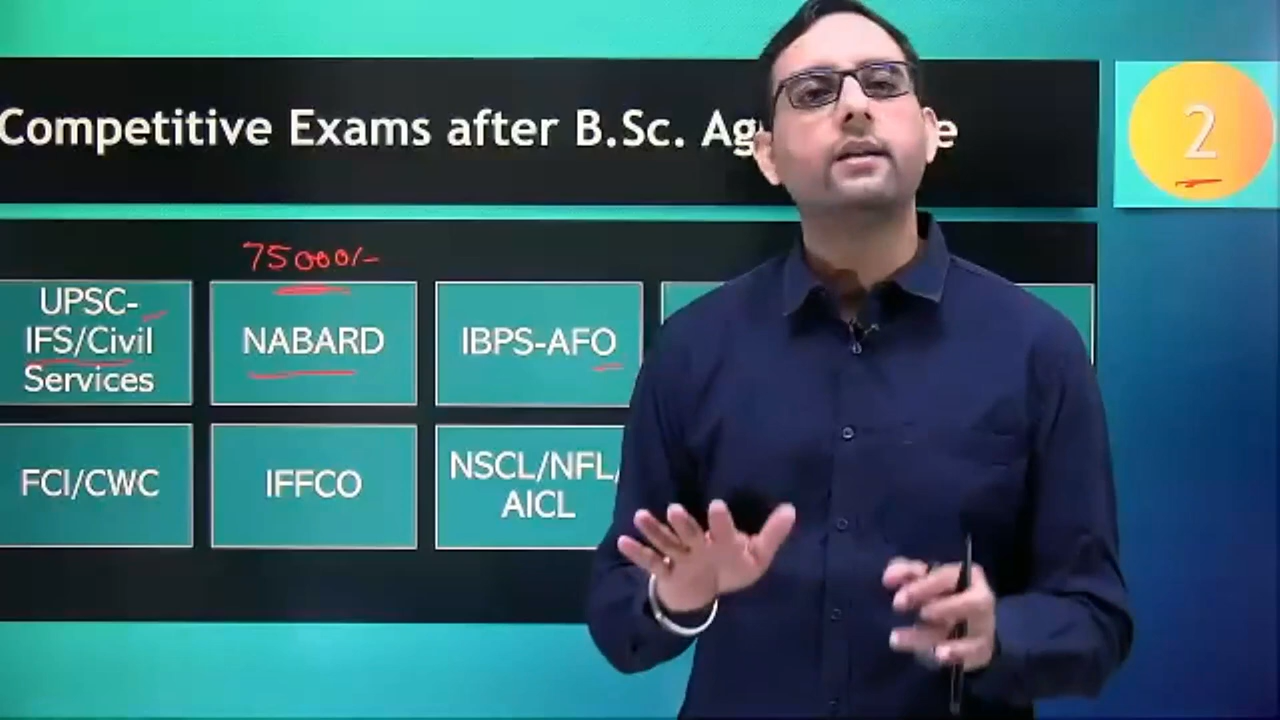 Competitive Exams after B.Sc. Ag e
2
75000/-
UPSC-
IFS/Civil
Services
NABARD
IBPS-AFO
FCI/CWC
IFFCO
NSCL/NFL/
AICL